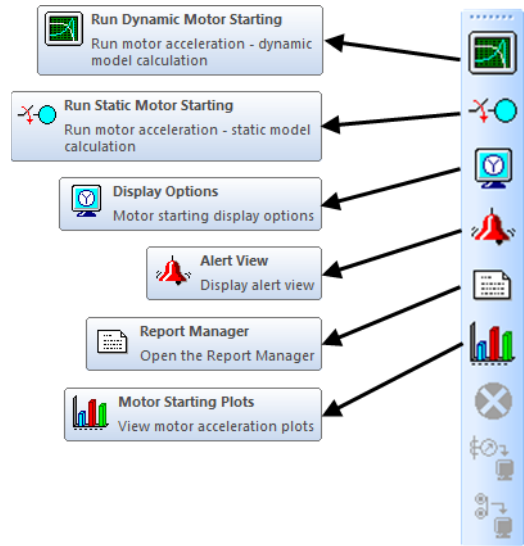 Run Dynamic Motor Starting
Run motor acceleration - dynamic
model calculation
Run Static Motor Starting
Run motor acceleration - static model
calculation
Display Options
Motor starting display options
Alert View
Display alert view
Report Manager
Open the Report Manager
Motor Starting Plots
View motor acceleration plots